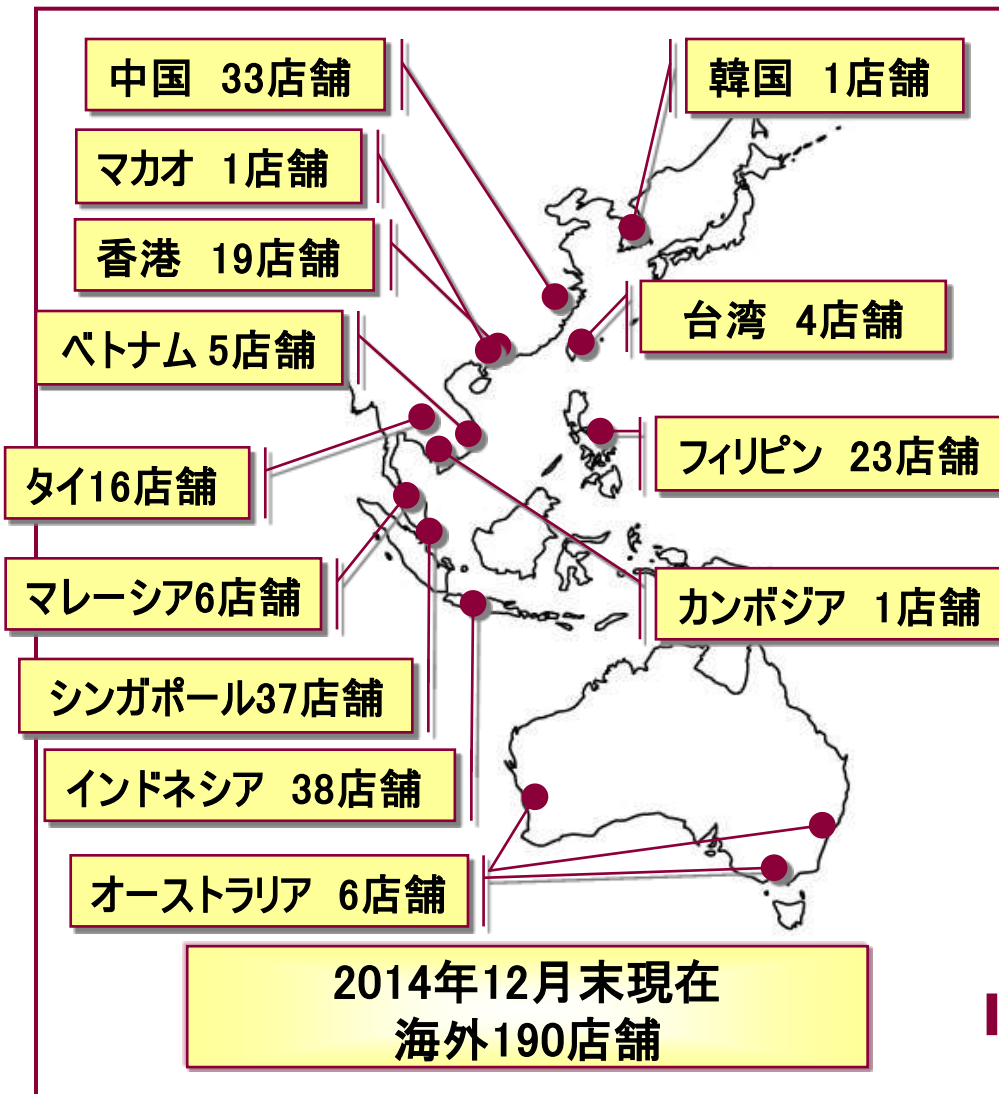 中国 33店舗
韓国 1店舗
マカオ 1店舗
香港 19店舗
台湾 4店舗
ベトナム 5店舗
フィリピン 23店舗
タイ16店舗
マレーシア6店舗
カンボジア 1店舗
シンガポール37店舗
インドネシア 38店舗
オーストラリア 6店舗
2014年12月末現在
海外190店舗